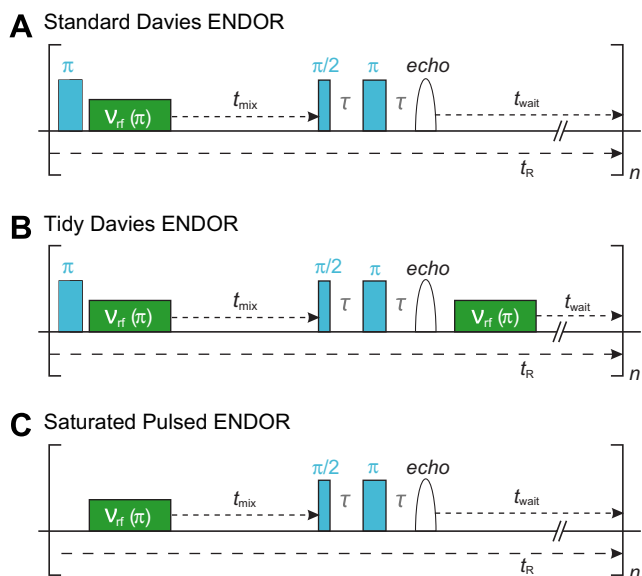 A Standard Davies ENDOR
π π/2 π echo
ν_rf (π) t_mix τ τ t_wait
t_R
n
B Tidy Davies ENDOR
π π/2 π echo
ν_rf (π) t_mix τ τ ν_rf (π) t_wait
t_R
n
C Saturated Pulsed ENDOR
π/2 π echo
ν_rf (π) t_mix τ τ t_wait
t_R
n